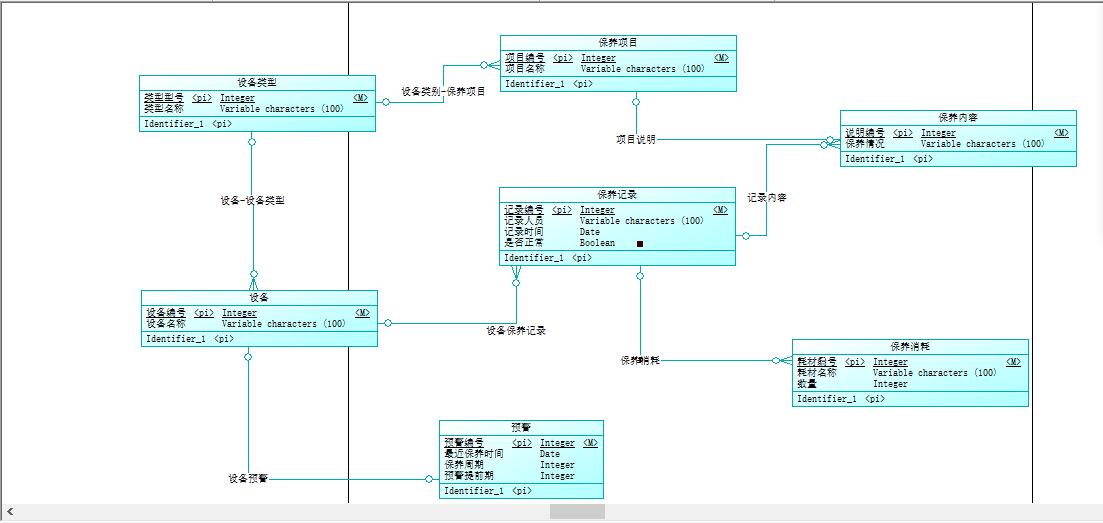 保养项目
项目编号 <pi> Integer <M>
项目名称 Variable characters (100)
Identifier_1 <pi>
设备类别-保养项目
设备类型
类型型号 <pi> Integer <M>
类型名称 Variable characters (100)
Identifier_1 <pi>
项目说明
保养内容
说明编号 <pi> Integer <M>
保养情况 Variable characters (100)
Identifier_1 <pi>
设备-设备类型
记录内容
保养记录
记录编号 <pi> Integer <M>
记录人员 Variable characters (100)
记录时间 Date
是否正常 Boolean
Identifier_1 <pi>
设备
设备编号 <pi> Integer <M>
设备名称 Variable characters (100)
Identifier_1 <pi>
设备保养记录
保养消耗
保养消耗
耗材编号 <pi> Integer <M>
耗材名称 Variable characters (100)
数量 Integer
Identifier_1 <pi>
设备预警
预警
预警编号 <pi> Integer <M>
最近保养时间 Date
保养周期 Integer
预警提前期 Integer
Identifier_1 <pi>